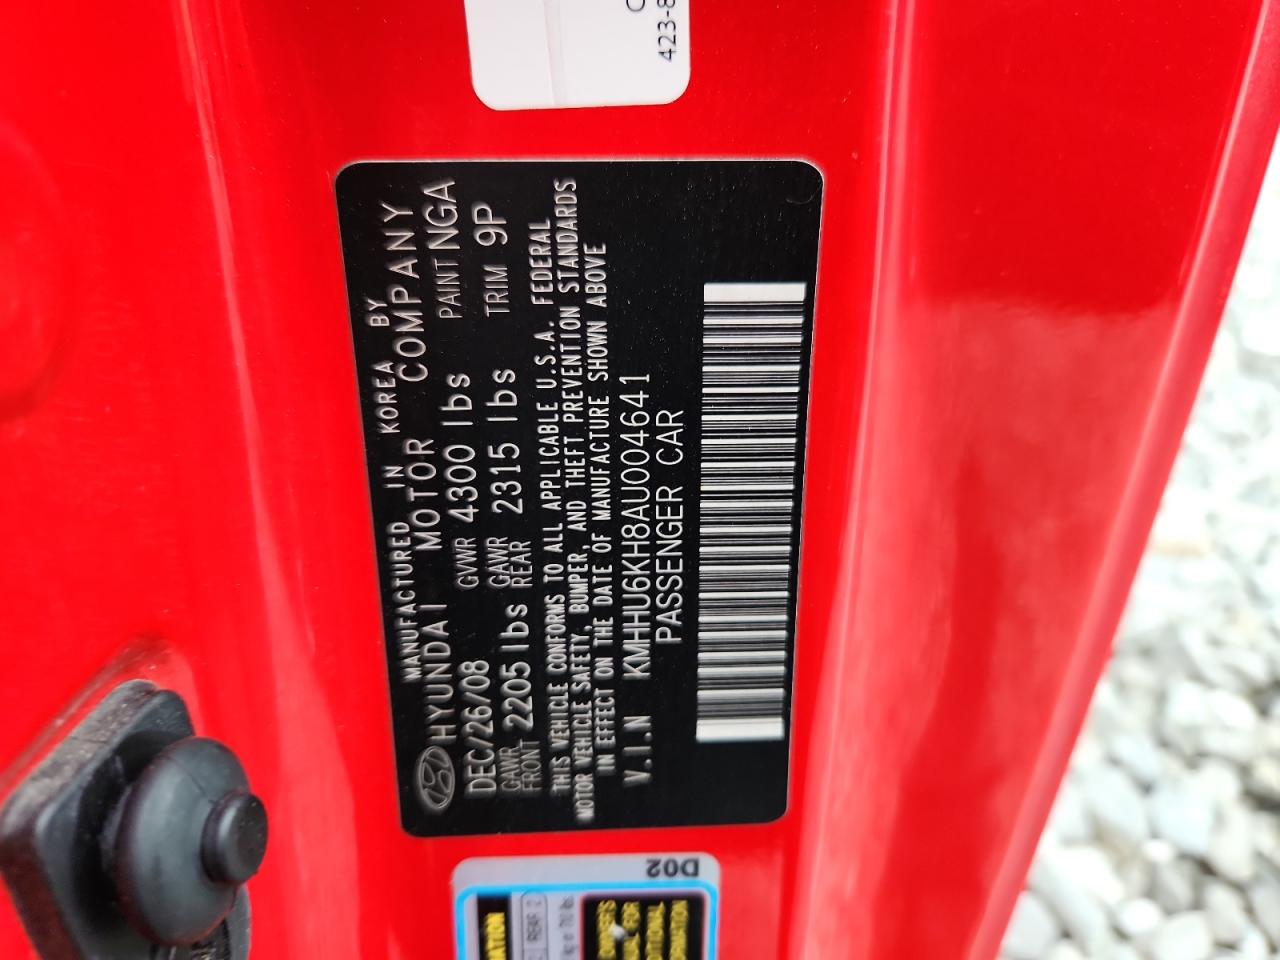 423-8
MANUFACTURED IN KOREA BY
HYUNDAI MOTOR COMPANY
DEC/26/08 GVWR 4300 lbs PAINT NGA
GAWR FRONT 2205 lbs GAWR REAR 2315 lbs TRIM 9P
THIS VEHICLE CONFORMS TO ALL APPLICABLE U.S.A. FEDERAL
MOTOR VEHICLE SAFETY, BUMPER, AND THEFT PREVENTION STANDARDS
IN EFFECT ON THE DATE OF MANUFACTURE SHOWN ABOVE
V.I.N KMHHU6KH8AU004641
PASSENGER CAR
D02
REAR 2